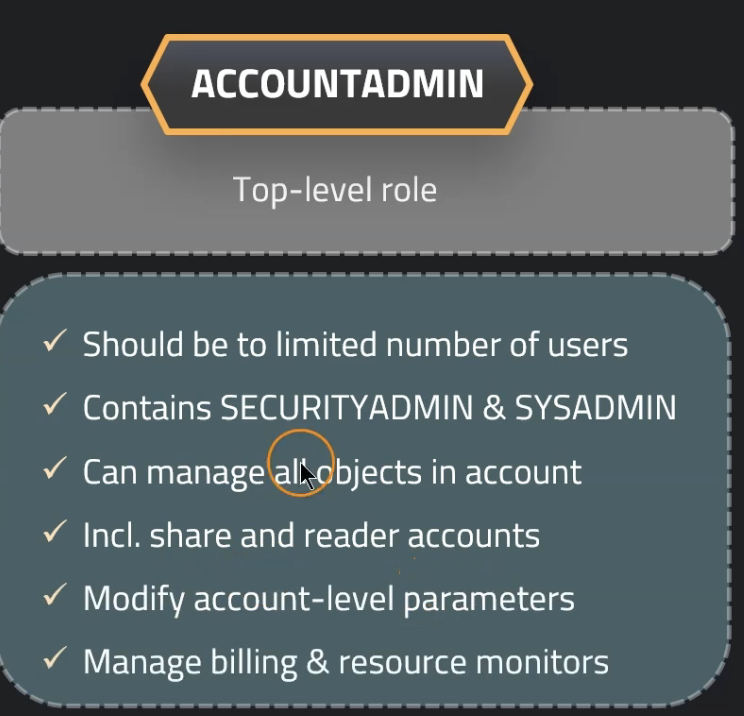 ACCOUNTADMIN
Top-level role
✓ Should be to limited number of users
✓ Contains SECURITYADMIN & SYSADMIN
✓ Can manage all objects in account
✓ Incl. share and reader accounts
✓ Modify account-level parameters
✓ Manage billing & resource monitors